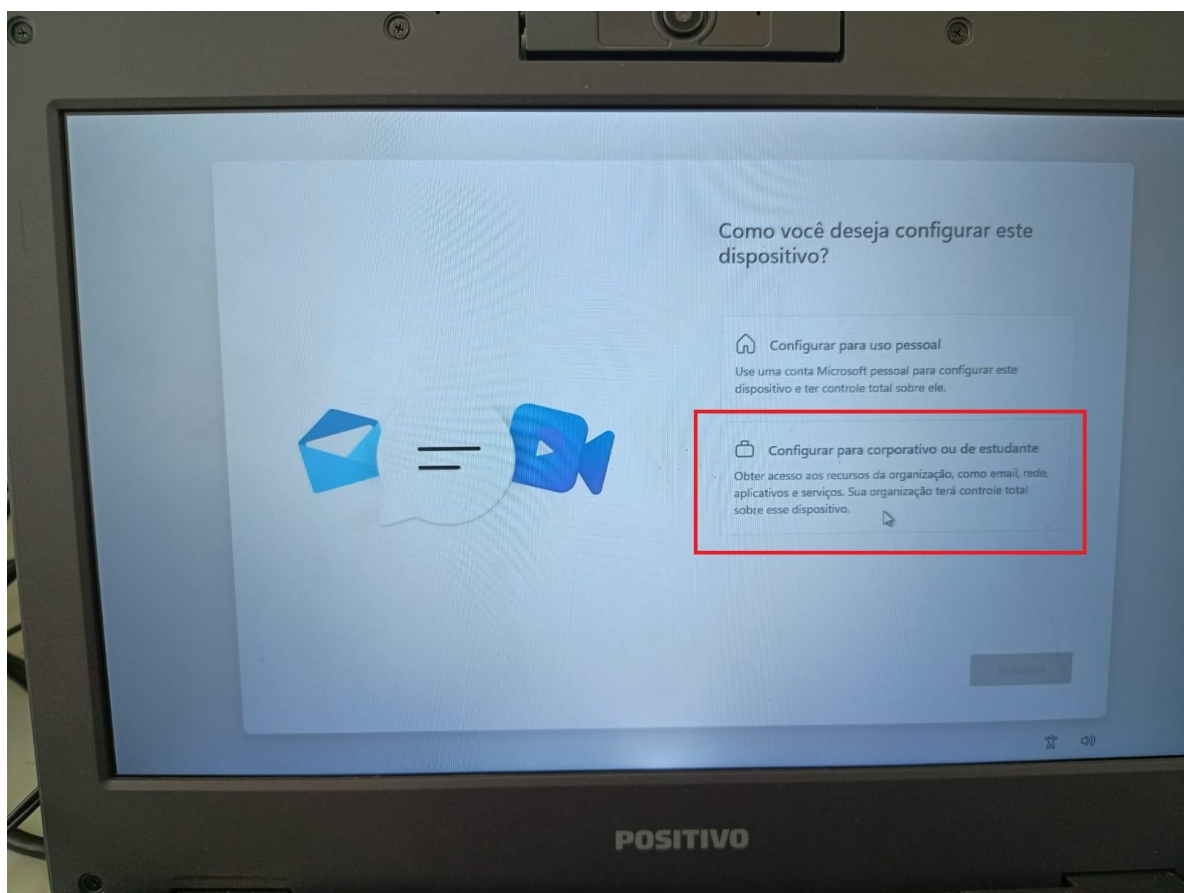 Como você deseja configurar este
dispositivo?
Configurar para uso pessoal
Use uma conta Microsoft pessoal para configurar este
dispositivo e ter controle total sobre ele.
Configurar para corporativo ou de estudante
Obter acesso aos recursos da organização, como email, rede,
aplicativos e serviços. Sua organização terá controle total
sobre esse dispositivo.
Próximo
POSITIVO